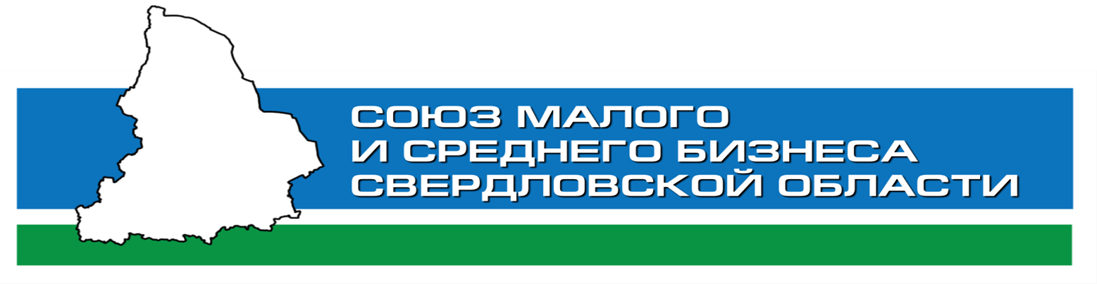 СОЮЗ МАЛОГО
И СРЕДНЕГО БИЗНЕСА
СВЕРДЛОВСКОЙ ОБЛАСТИ